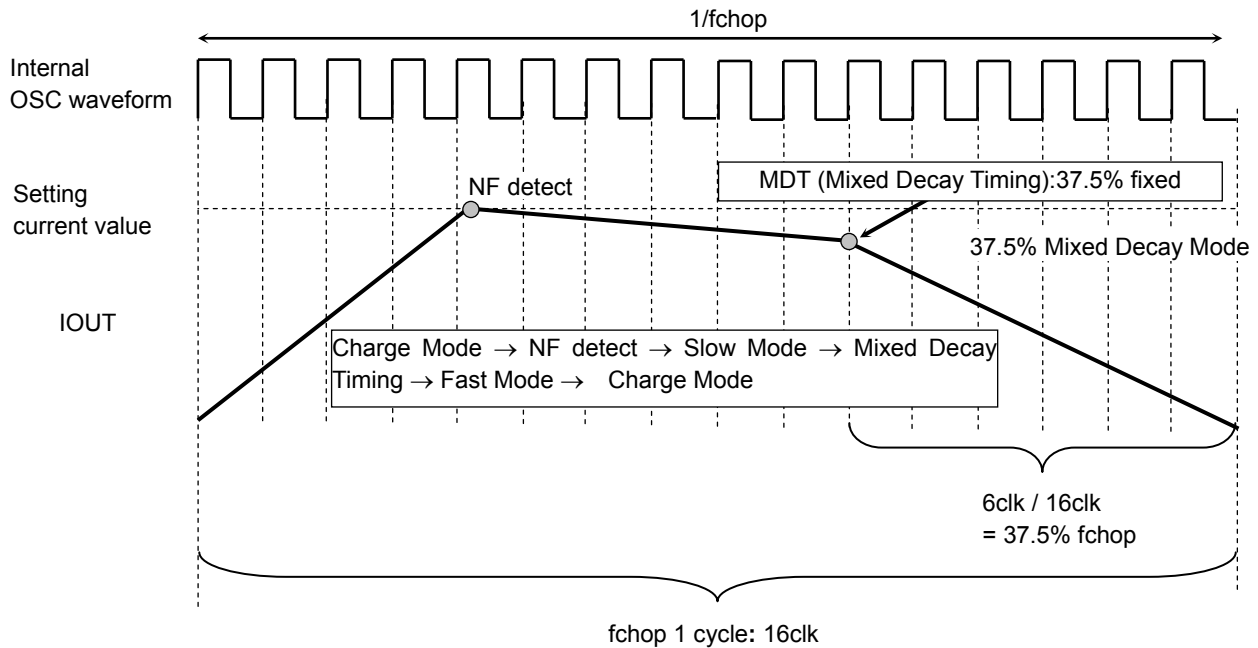 1/fchop
Internal
OSC waveform
Setting
current value
NF detect
MDT (Mixed Decay Timing):37.5% fixed
37.5% Mixed Decay Mode
IOUT
Charge Mode → NF detect → Slow Mode → Mixed Decay
Timing → Fast Mode → Charge Mode
6clk / 16clk
= 37.5% fchop
fchop 1 cycle: 16clk